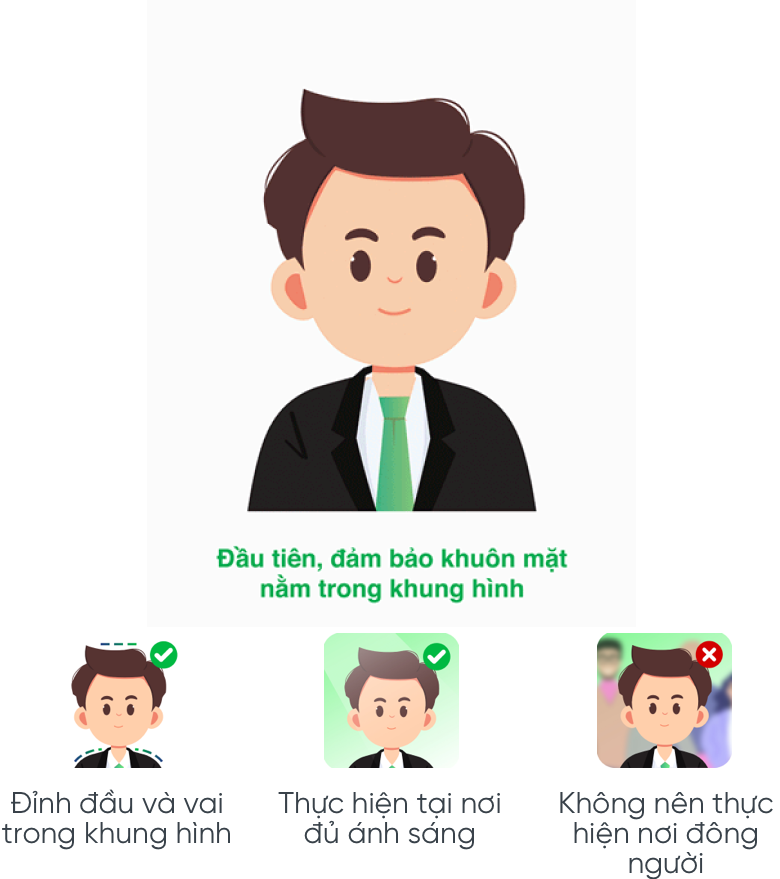 Đầu tiên, đảm bảo khuôn mặt
nằm trong khung hình
Đỉnh đầu và vai
trong khung hình
Thực hiện tại nơi
đủ ánh sáng
Không nên thực
hiện nơi đông
người